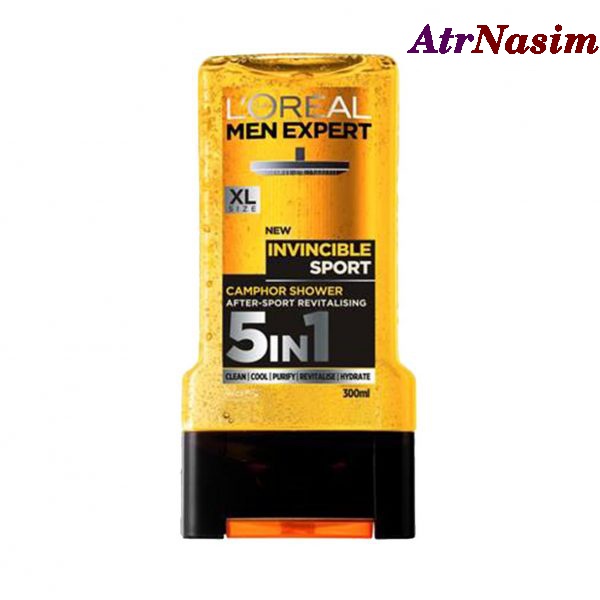 AtrNasim
L'ORÉAL
MEN EXPERT
XL
SIZE
NEW
INVINCIBLE
SPORT
CAMPHOR SHOWER
AFTER-SPORT REVITALISING
5IN1
CLEAN | COOL | PURIFY | REVITALISE | HYDRATE
300ml